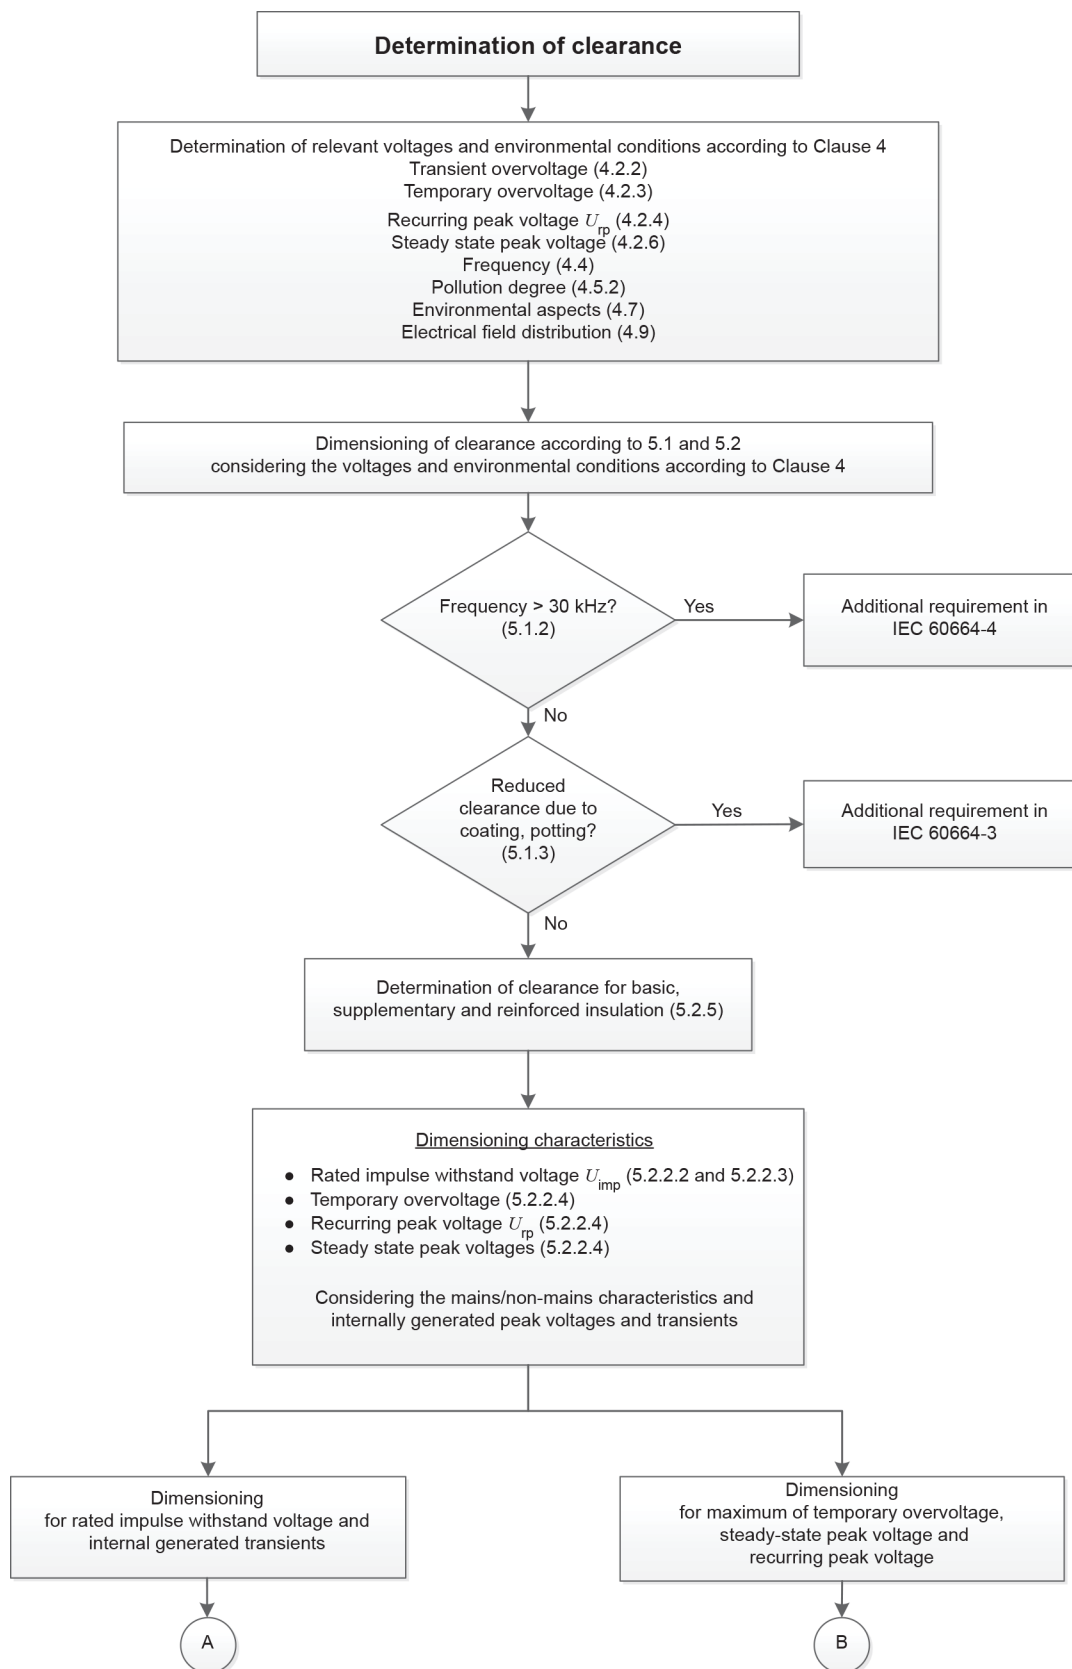 Determination of clearance
Determination of relevant voltages and environmental conditions according to Clause 4
Transient overvoltage (4.2.2)
Temporary overvoltage (4.2.3)
Recurring peak voltage Urp (4.2.4)
Steady state peak voltage (4.2.6)
Frequency (4.4)
Pollution degree (4.5.2)
Environmental aspects (4.7)
Electrical field distribution (4.9)
Dimensioning of clearance according to 5.1 and 5.2
considering the voltages and environmental conditions according to Clause 4
Frequency > 30 kHz?
(5.1.2)
Yes
Additional requirement in
IEC 60664-4
No
Reduced
clearance due to
coating, potting?
(5.1.3)
Yes
Additional requirement in
IEC 60664-3
No
Determination of clearance for basic,
supplementary and reinforced insulation (5.2.5)
Dimensioning characteristics
● Rated impulse withstand voltage Uimp (5.2.2.2 and 5.2.2.3)
● Temporary overvoltage (5.2.2.4)
● Recurring peak voltage Urp (5.2.2.4)
● Steady state peak voltages (5.2.2.4)
Considering the mains/non-mains characteristics and
internally generated peak voltages and transients
Dimensioning
for rated impulse withstand voltage and
internal generated transients
A
Dimensioning
for maximum of temporary overvoltage,
steady-state peak voltage and
recurring peak voltage
B